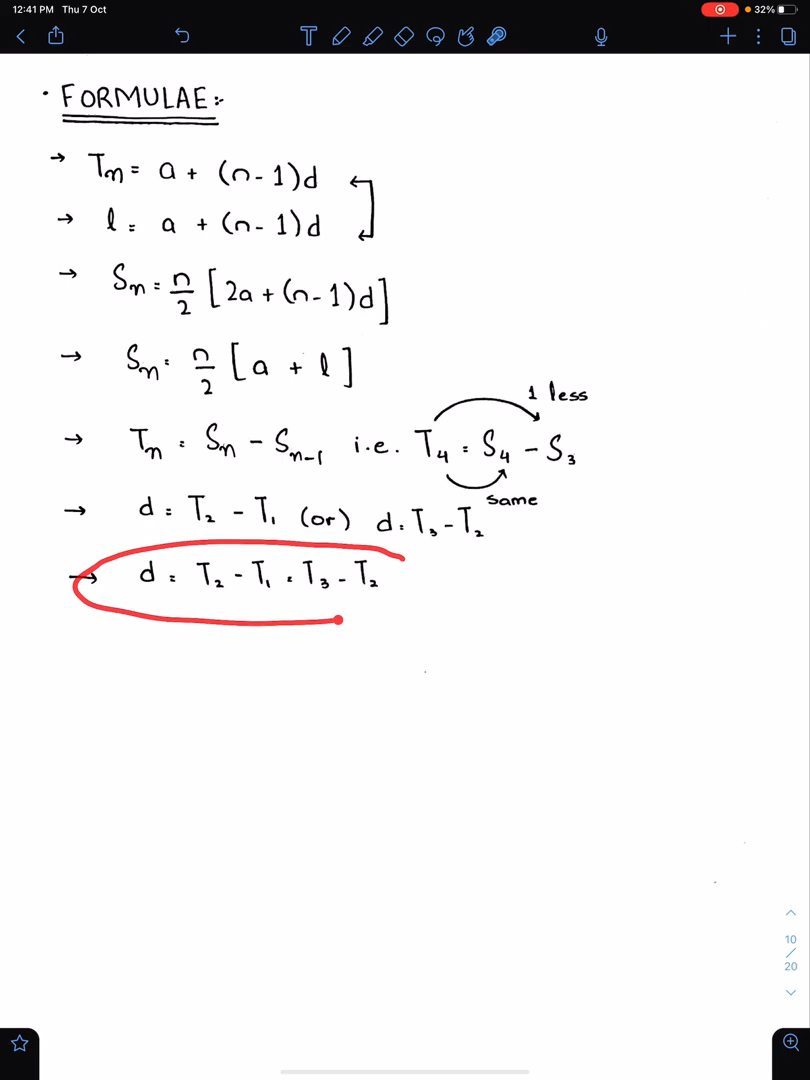 12:41 PM Thu 7 Oct 32%
• FORMULAE :-
→ Tn = a + (n-1)d
→ l = a + (n-1)d
→ Sn = n/2 [2a + (n-1)d]
→ Sn = n/2 [a + l]
1 less
→ Tn = Sn - Sn-1 i.e. T4 = S4 - S3
same
→ d = T2 - T1 (or) d = T3 - T2
→ d = T2 - T1 = T3 - T2
10
/
20